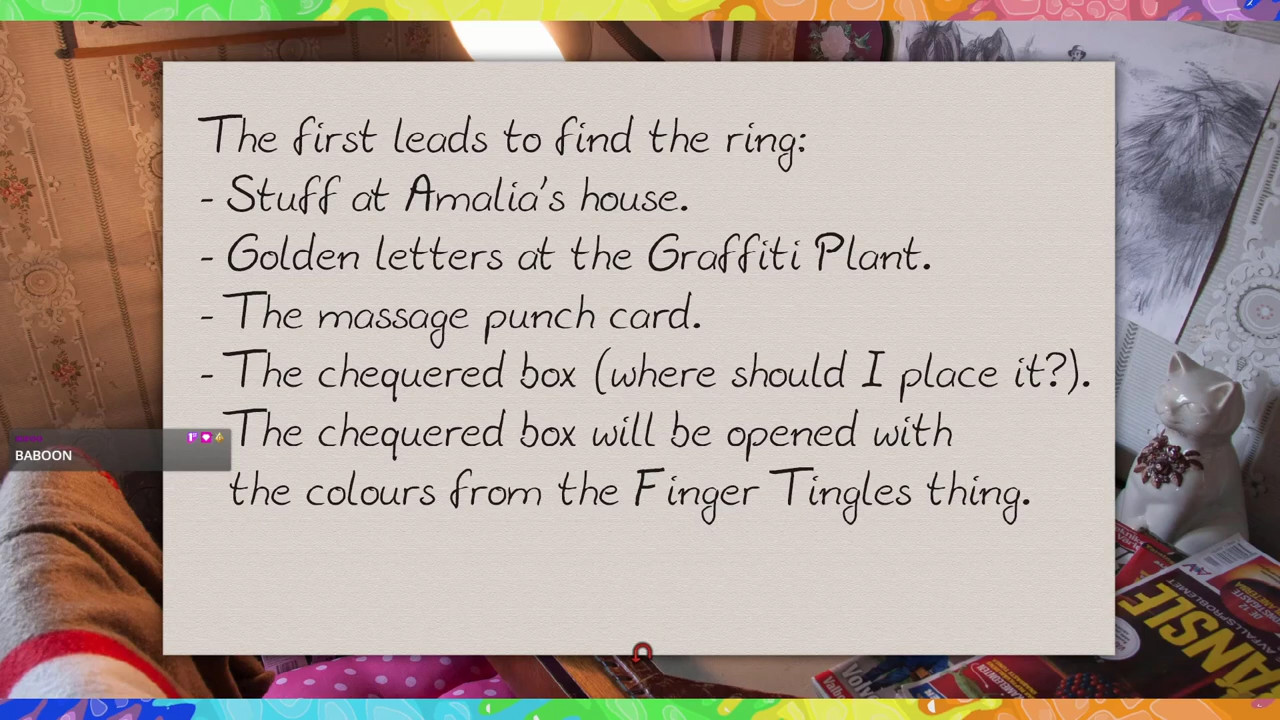 The first leads to find the ring:
- Stuff at Amalia's house.
- Golden letters at the Graffiti Plant.
- The massage punch card.
- The chequered box (where should I place it?).
The chequered box will be opened with
the colours from the Finger Tingles thing.
BABOON
ANSLE
AVFALLSPROBLEMET